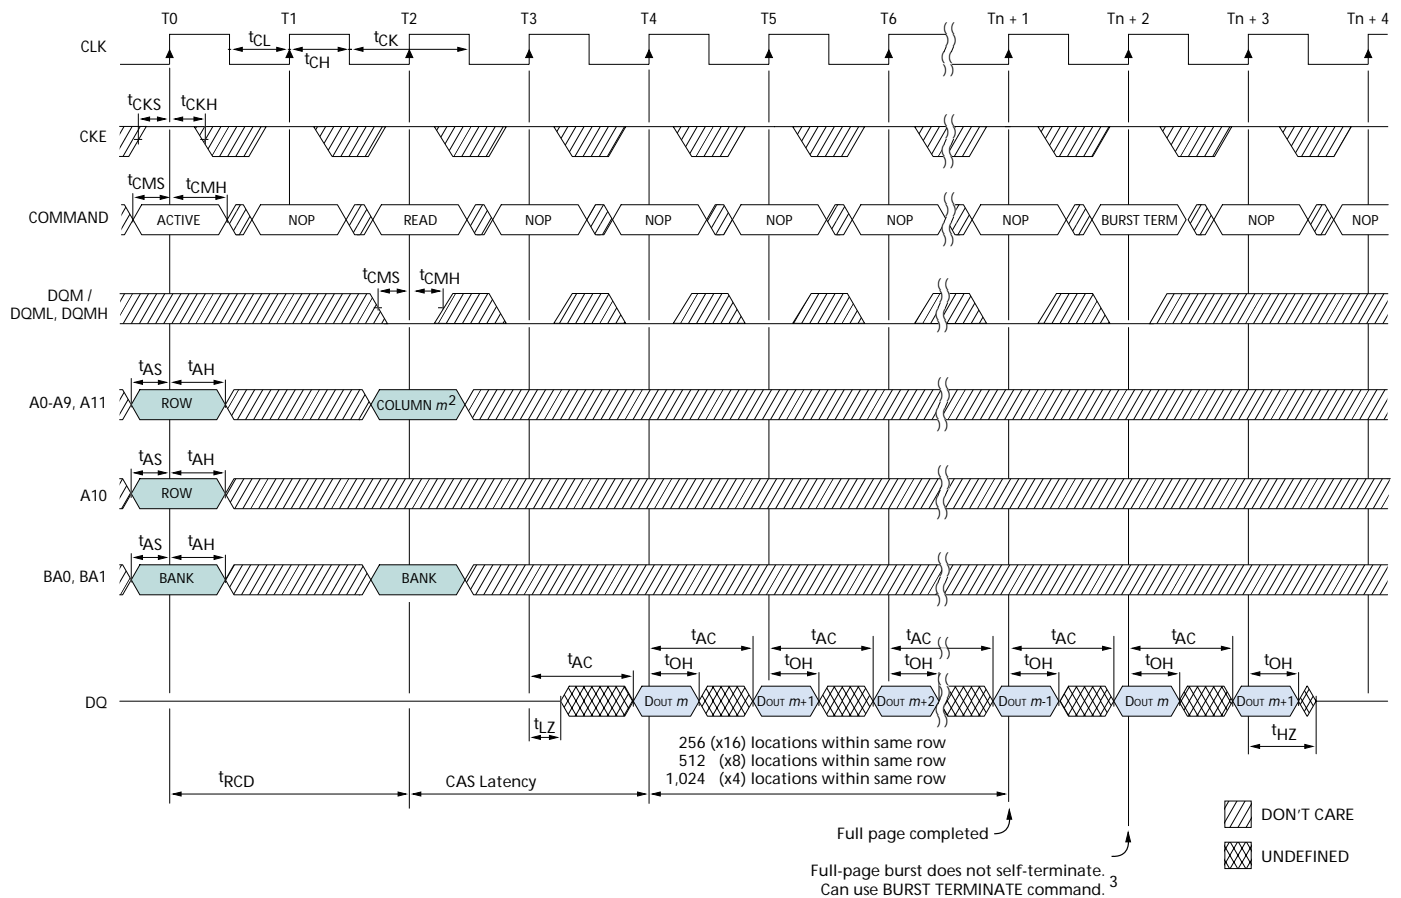 T0 T1 T2 T3 T4 T5 T6 Tn + 1 Tn + 2 Tn + 3 Tn + 4
CLK
tCL tCK
tCH
tCKS tCKH
CKE
tCMS tCMH
COMMAND ACTIVE NOP READ NOP NOP NOP NOP NOP BURST TERM NOP NOP
tCMS tCMH
DQM /
DQML, DQMH
tAS tAH
A0-A9, A11 ROW COLUMN m2
tAS tAH
A10 ROW
tAS tAH
BA0, BA1 BANK BANK
tAC tAC tAC tAC tAC
tAC tOH tOH tOH tOH tOH tOH
DQ DOUT m DOUT m+1 DOUT m+2 DOUT m-1 DOUT m DOUT m+1
tLZ tHZ
256 (x16) locations within same row
512 (x8) locations within same row
1,024 (x4) locations within same row
tRCD CAS Latency
Full page completed
Full-page burst does not self-terminate.
Can use BURST TERMINATE command. 3
DON'T CARE
UNDEFINED